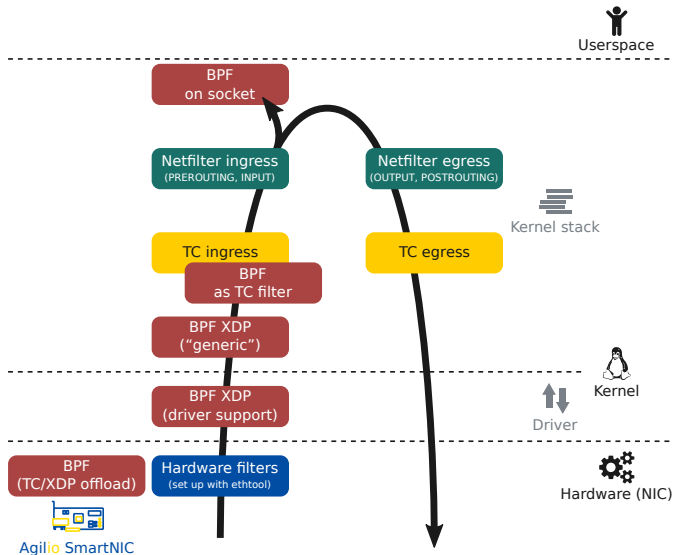 Userspace
BPF
on socket
Netfilter ingress
(PREROUTING, INPUT)
Netfilter egress
(OUTPUT, POSTROUTING)
Kernel stack
TC ingress
TC egress
BPF
as TC filter
BPF XDP
(“generic”)
Kernel
BPF XDP
(driver support)
Driver
BPF
(TC/XDP offload)
Hardware filters
(set up with ethtool)
Hardware (NIC)
Agilio SmartNIC